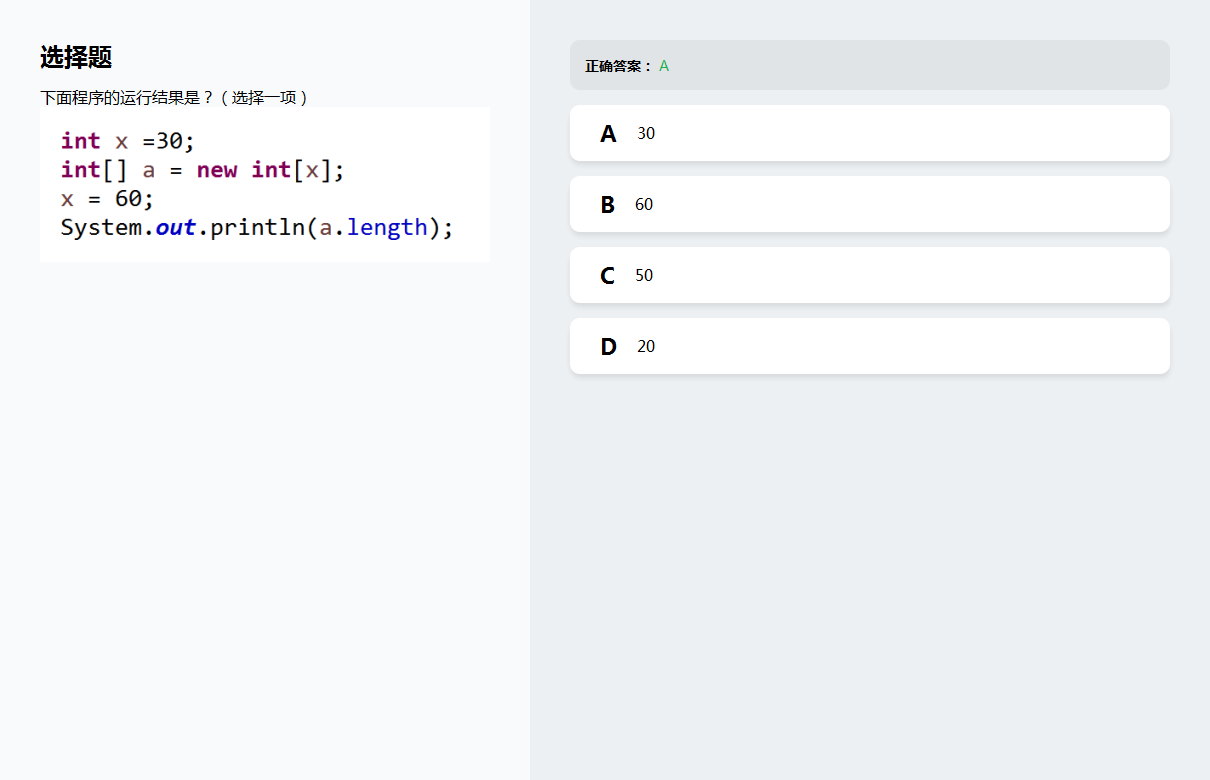 选择题
下面程序的运行结果是？（选择一项）
int x =30;
int[] a = new int[x];
x = 60;
System.out.println(a.length);
正确答案： A
A 30
B 60
C 50
D 20